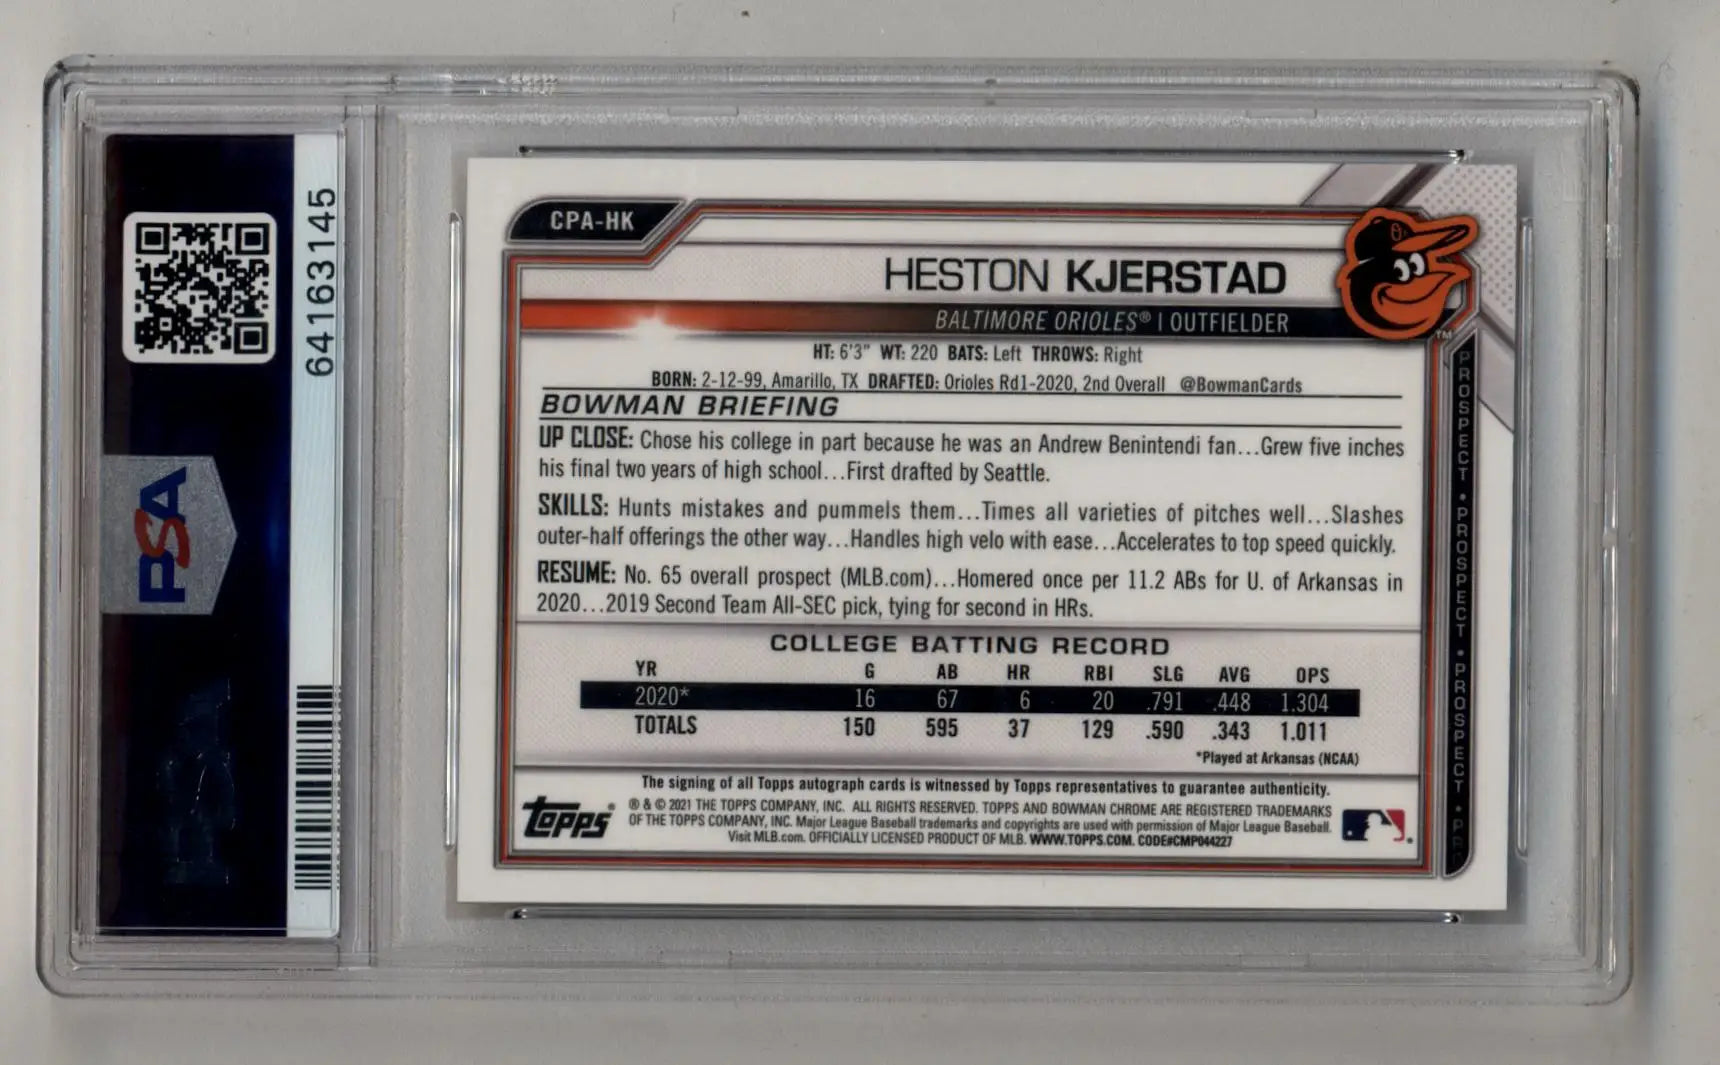 64163145
PSA
CPA-HK
HESTON KJERSTAD
BALTIMORE ORIOLES® | OUTFIELDER
TM
HT: 6'3" WT: 220 BATS: Left THROWS: Right
BORN: 2-12-99, Amarillo, TX DRAFTED: Orioles Rd1-2020, 2nd Overall @BowmanCards
BOWMAN BRIEFING
UP CLOSE: Chose his college in part because he was an Andrew Benintendi fan...Grew five inches
his final two years of high school...First drafted by Seattle.
SKILLS: Hunts mistakes and pummels them...Times all varieties of pitches well...Slashes
outer-half offerings the other way...Handles high velo with ease...Accelerates to top speed quickly.
RESUME: No. 65 overall prospect (MLB.com)...Homered once per 11.2 ABs for U. of Arkansas in
2020...2019 Second Team All-SEC pick, tying for second in HRs.
COLLEGE BATTING RECORD
YR G AB HR RBI SLG AVG OPS
2020* 16 67 6 20 .791 .448 1.304
TOTALS 150 595 37 129 .590 .343 1.011
*Played at Arkansas (NCAA)
The signing of all Topps autograph cards is witnessed by Topps representatives to guarantee authenticity.
topps®
® & © 2021 THE TOPPS COMPANY, INC. ALL RIGHTS RESERVED. TOPPS AND BOWMAN CHROME ARE REGISTERED TRADEMARKS
OF THE TOPPS COMPANY, INC. Major League Baseball trademarks and copyrights are used with permission of Major League Baseball.
Visit MLB.com. OFFICIALLY LICENSED PRODUCT OF MLB. WWW.TOPPS.COM. CODE#CMP044227
PROSPECT • PROSPECT • PROSPECT • PR